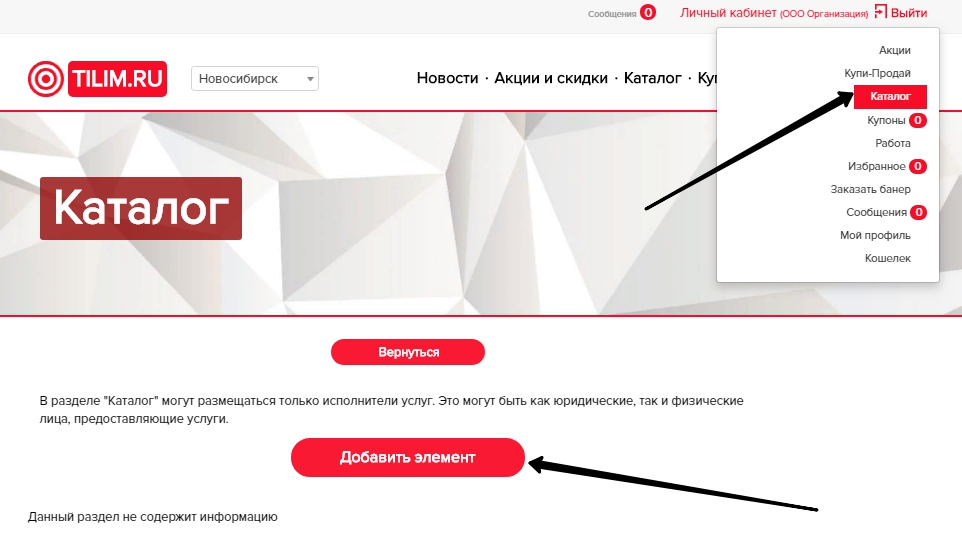 Сообщения 0 Личный кабинет (ООО Организация) Выйти
TILIM.RU
Новосибирск
Новости · Акции и скидки · Каталог ·
Акции
Купи-Продай
Каталог
Купоны 0
Работа
Избранное 0
Заказать банер
Сообщения 0
Мой профиль
Кошелек
Каталог
Вернуться
В разделе "Каталог" могут размещаться только исполнители услуг. Это могут быть как юридические, так и физические
лица, предоставляющие услуги.
Добавить элемент
Данный раздел не содержит информацию